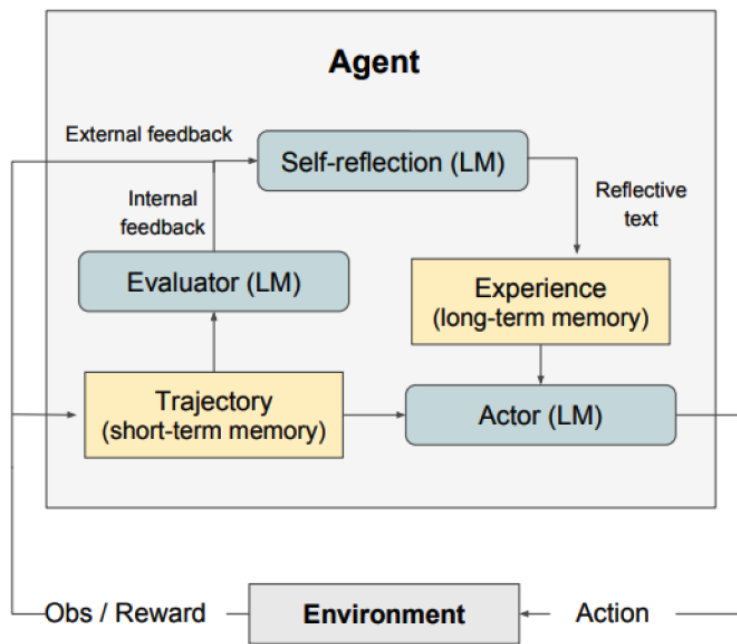 Agent
External feedback
Self-reflection (LM)
Internal
feedback
Reflective
text
Evaluator (LM)
Experience
(long-term memory)
Trajectory
(short-term memory)
Actor (LM)
Obs / Reward
Environment
Action